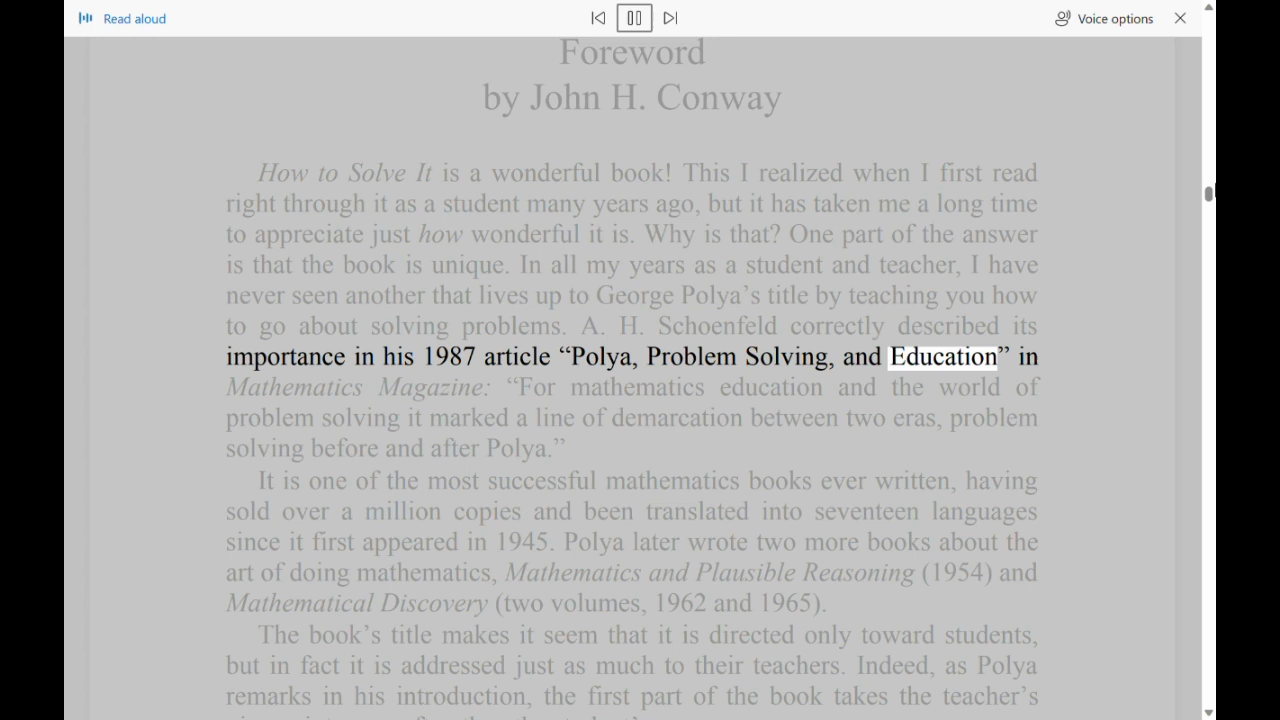 Read aloud
Voice options
Foreword
by John H. Conway
How to Solve It is a wonderful book! This I realized when I first read
right through it as a student many years ago, but it has taken me a long time
to appreciate just how wonderful it is. Why is that? One part of the answer
is that the book is unique. In all my years as a student and teacher, I have
never seen another that lives up to George Polya’s title by teaching you how
to go about solving problems. A. H. Schoenfeld correctly described its
importance in his 1987 article “Polya, Problem Solving, and Education” in
Mathematics Magazine: “For mathematics education and the world of
problem solving it marked a line of demarcation between two eras, problem
solving before and after Polya.”
It is one of the most successful mathematics books ever written, having
sold over a million copies and been translated into seventeen languages
since it first appeared in 1945. Polya later wrote two more books about the
art of doing mathematics, Mathematics and Plausible Reasoning (1954) and
Mathematical Discovery (two volumes, 1962 and 1965).
The book’s title makes it seem that it is directed only toward students,
but in fact it is addressed just as much to their teachers. Indeed, as Polya
remarks in his introduction, the first part of the book takes the teacher’s